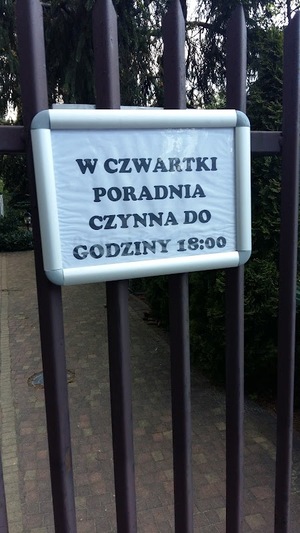 W CZWARTKI
PORADNIA
CZYNNA DO
GODZINY 18:00